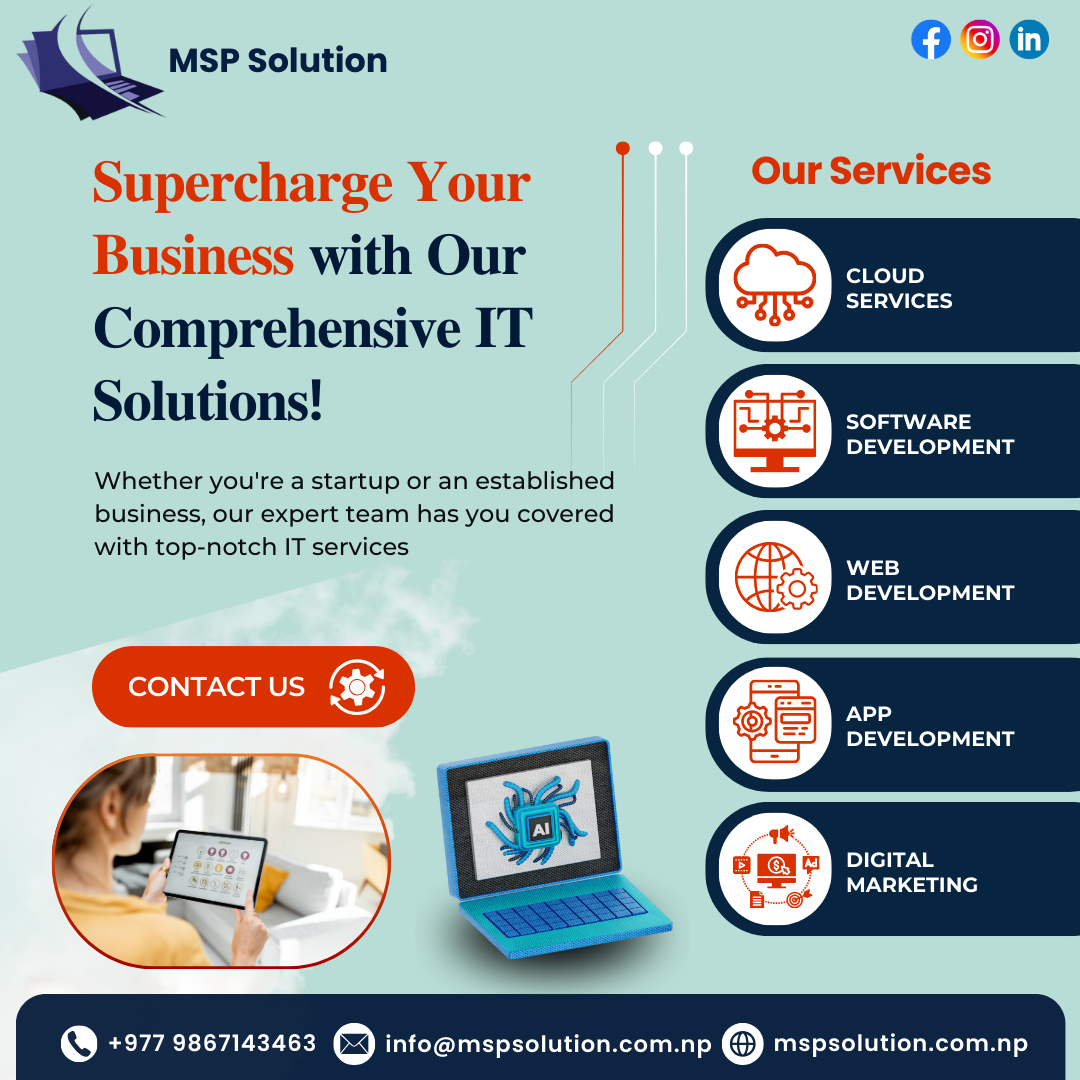 MSP Solution
Supercharge Your
Business with Our
Comprehensive IT
Solutions!
Whether you're a startup or an established
business, our expert team has you covered
with top-notch IT services
CONTACT US
AI
Our Services
CLOUD
SERVICES
SOFTWARE
DEVELOPMENT
WEB
DEVELOPMENT
APP
DEVELOPMENT
Ad
DIGITAL
MARKETING
+977 9867143463
info@mspsolution.com.np
mspsolution.com.np